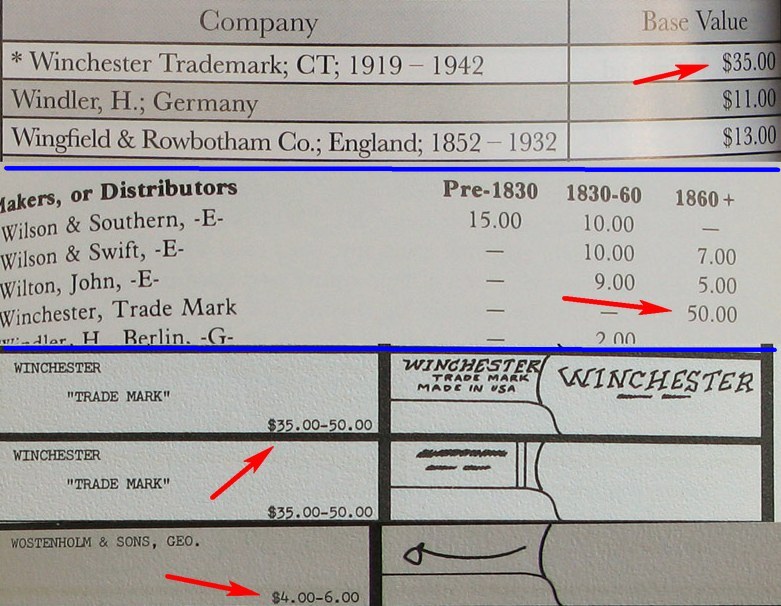 Company Base Value
* Winchester Trademark; CT; 1919 – 1942 $35.00
Windler, H.; Germany $11.00
Wingfield & Rowbotham Co.; England; 1852 – 1932 $13.00
Makers, or Distributors Pre-1830 1830-60 1860+
Wilson & Southern, -E- 15.00 10.00 —
Wilson & Swift, -E- — 10.00 7.00
Wilton, John, -E- — 9.00 5.00
Winchester, Trade Mark — — 50.00
Windler, H. Berlin, -G- — 2.00
WINCHESTER
"TRADE MARK"
$35.00-50.00
WINCHESTER
TRADE MARK
MADE IN USA
WINCHESTER
WINCHESTER
"TRADE MARK"
$35.00-50.00
WOSTENHOLM & SONS, GEO.
$4.00-6.00